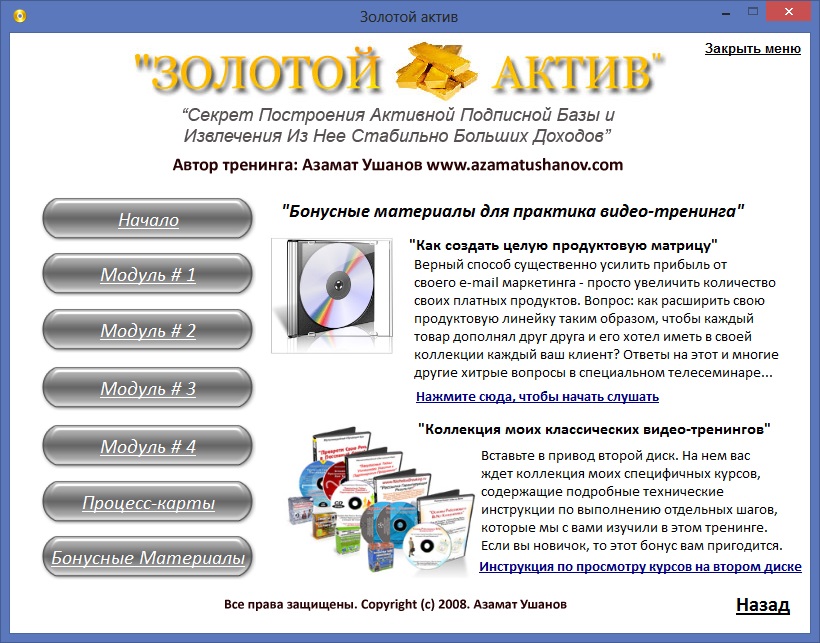 Золотой актив
Закрыть меню
"ЗОЛОТОЙ АКТИВ"
“Секрет Построения Активной Подписной Базы и
Извлечения Из Нее Стабильно Больших Доходов”
Автор тренинга: Азамат Ушанов www.azamatushanov.com
Начало
Модуль # 1
Модуль # 2
Модуль # 3
Модуль # 4
Процесс-карты
Бонусные Материалы
"Бонусные материалы для практика видео-тренинга"
"Как создать целую продуктовую матрицу"
Верный способ существенно усилить прибыль от
своего e-mail маркетинга - просто увеличить количество
своих платных продуктов. Вопрос: как расширить свою
продуктовую линейку таким образом, чтобы каждый
товар дополнял друг друга и его хотел иметь в своей
коллекции каждый ваш клиент? Ответы на этот и многие
другие хитрые вопросы в специальном телесеминаре...
Нажмите сюда, чтобы начать слушать
"Коллекция моих классических видео-тренингов"
Вставьте в привод второй диск. На нем вас
ждет коллекция моих специфичных курсов,
содержащие подробные технические
инструкции по выполнению отдельных шагов,
которые мы с вами изучили в этом тренинге.
Если вы новичок, то этот бонус вам пригодится.
Инструкция по просмотру курсов на втором диске
Все права защищены. Copyright (c) 2008. Азамат Ушанов
Назад